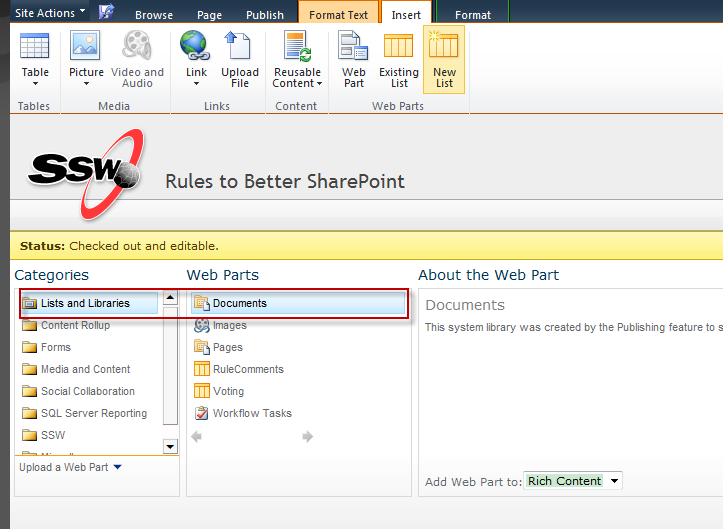 Site Actions Browse Page Publish Format Text Insert Format
Table Picture Video and Audio Link Upload File Reusable Content Web Part Existing List New List
Tables Media Links Content Web Parts
SSW Rules to Better SharePoint
Status: Checked out and editable.
Categories Web Parts About the Web Part
Lists and Libraries Documents Documents
Content Rollup Images This system library was created by the Publishing feature to s
Forms Pages
Media and Content RuleComments
Social Collaboration Voting
SQL Server Reporting Workflow Tasks
SSW
Upload a Web Part
Add Web Part to: Rich Content